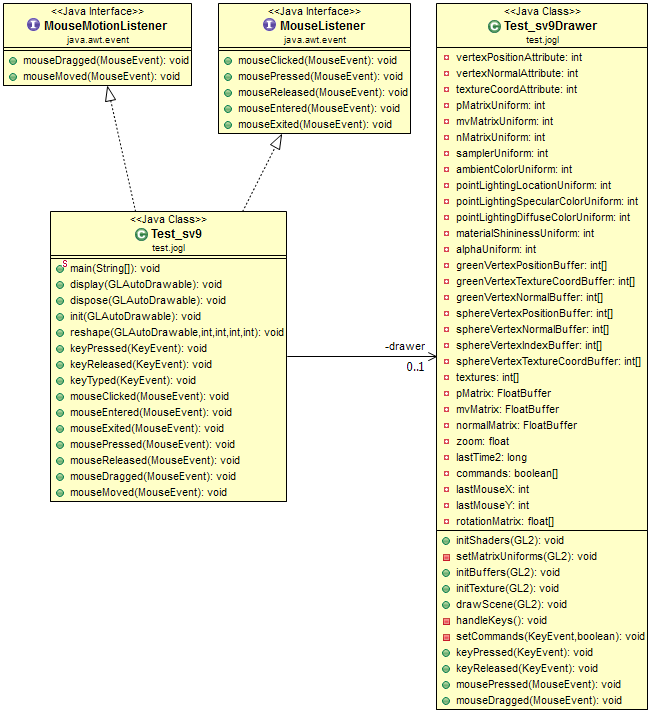 <<Java Interface>>
MouseMotionListener
java.awt.event
mouseDragged(MouseEvent): void
mouseMoved(MouseEvent): void
<<Java Interface>>
MouseListener
java.awt.event
mouseClicked(MouseEvent): void
mousePressed(MouseEvent): void
mouseReleased(MouseEvent): void
mouseEntered(MouseEvent): void
mouseExited(MouseEvent): void
<<Java Class>>
Test_sv9
test.jogl
main(String[]): void
display(GLAutoDrawable): void
dispose(GLAutoDrawable): void
init(GLAutoDrawable): void
reshape(GLAutoDrawable,int,int,int,int): void
keyPressed(KeyEvent): void
keyReleased(KeyEvent): void
keyTyped(KeyEvent): void
mouseClicked(MouseEvent): void
mouseEntered(MouseEvent): void
mouseExited(MouseEvent): void
mousePressed(MouseEvent): void
mouseReleased(MouseEvent): void
mouseDragged(MouseEvent): void
mouseMoved(MouseEvent): void
-drawer
0..1
<<Java Class>>
Test_sv9Drawer
test.jogl
vertexPositionAttribute: int
vertexNormalAttribute: int
textureCoordAttribute: int
pMatrixUniform: int
mvMatrixUniform: int
nMatrixUniform: int
samplerUniform: int
ambientColorUniform: int
pointLightingLocationUniform: int
pointLightingSpecularColorUniform: int
pointLightingDiffuseColorUniform: int
materialShininessUniform: int
alphaUniform: int
greenVertexPositionBuffer: int[]
greenVertexTextureCoordBuffer: int[]
greenVertexNormalBuffer: int[]
sphereVertexPositionBuffer: int[]
sphereVertexNormalBuffer: int[]
sphereVertexIndexBuffer: int[]
sphereVertexTextureCoordBuffer: int[]
textures: int[]
pMatrix: FloatBuffer
mvMatrix: FloatBuffer
normalMatrix: FloatBuffer
zoom: float
lastTime2: long
commands: boolean[]
lastMouseX: int
lastMouseY: int
rotationMatrix: float[]
initShaders(GL2): void
setMatrixUniforms(GL2): void
initBuffers(GL2): void
initTexture(GL2): void
drawScene(GL2): void
handleKeys(): void
setCommands(KeyEvent,boolean): void
keyPressed(KeyEvent): void
keyReleased(KeyEvent): void
mousePressed(MouseEvent): void
mouseDragged(MouseEvent): void